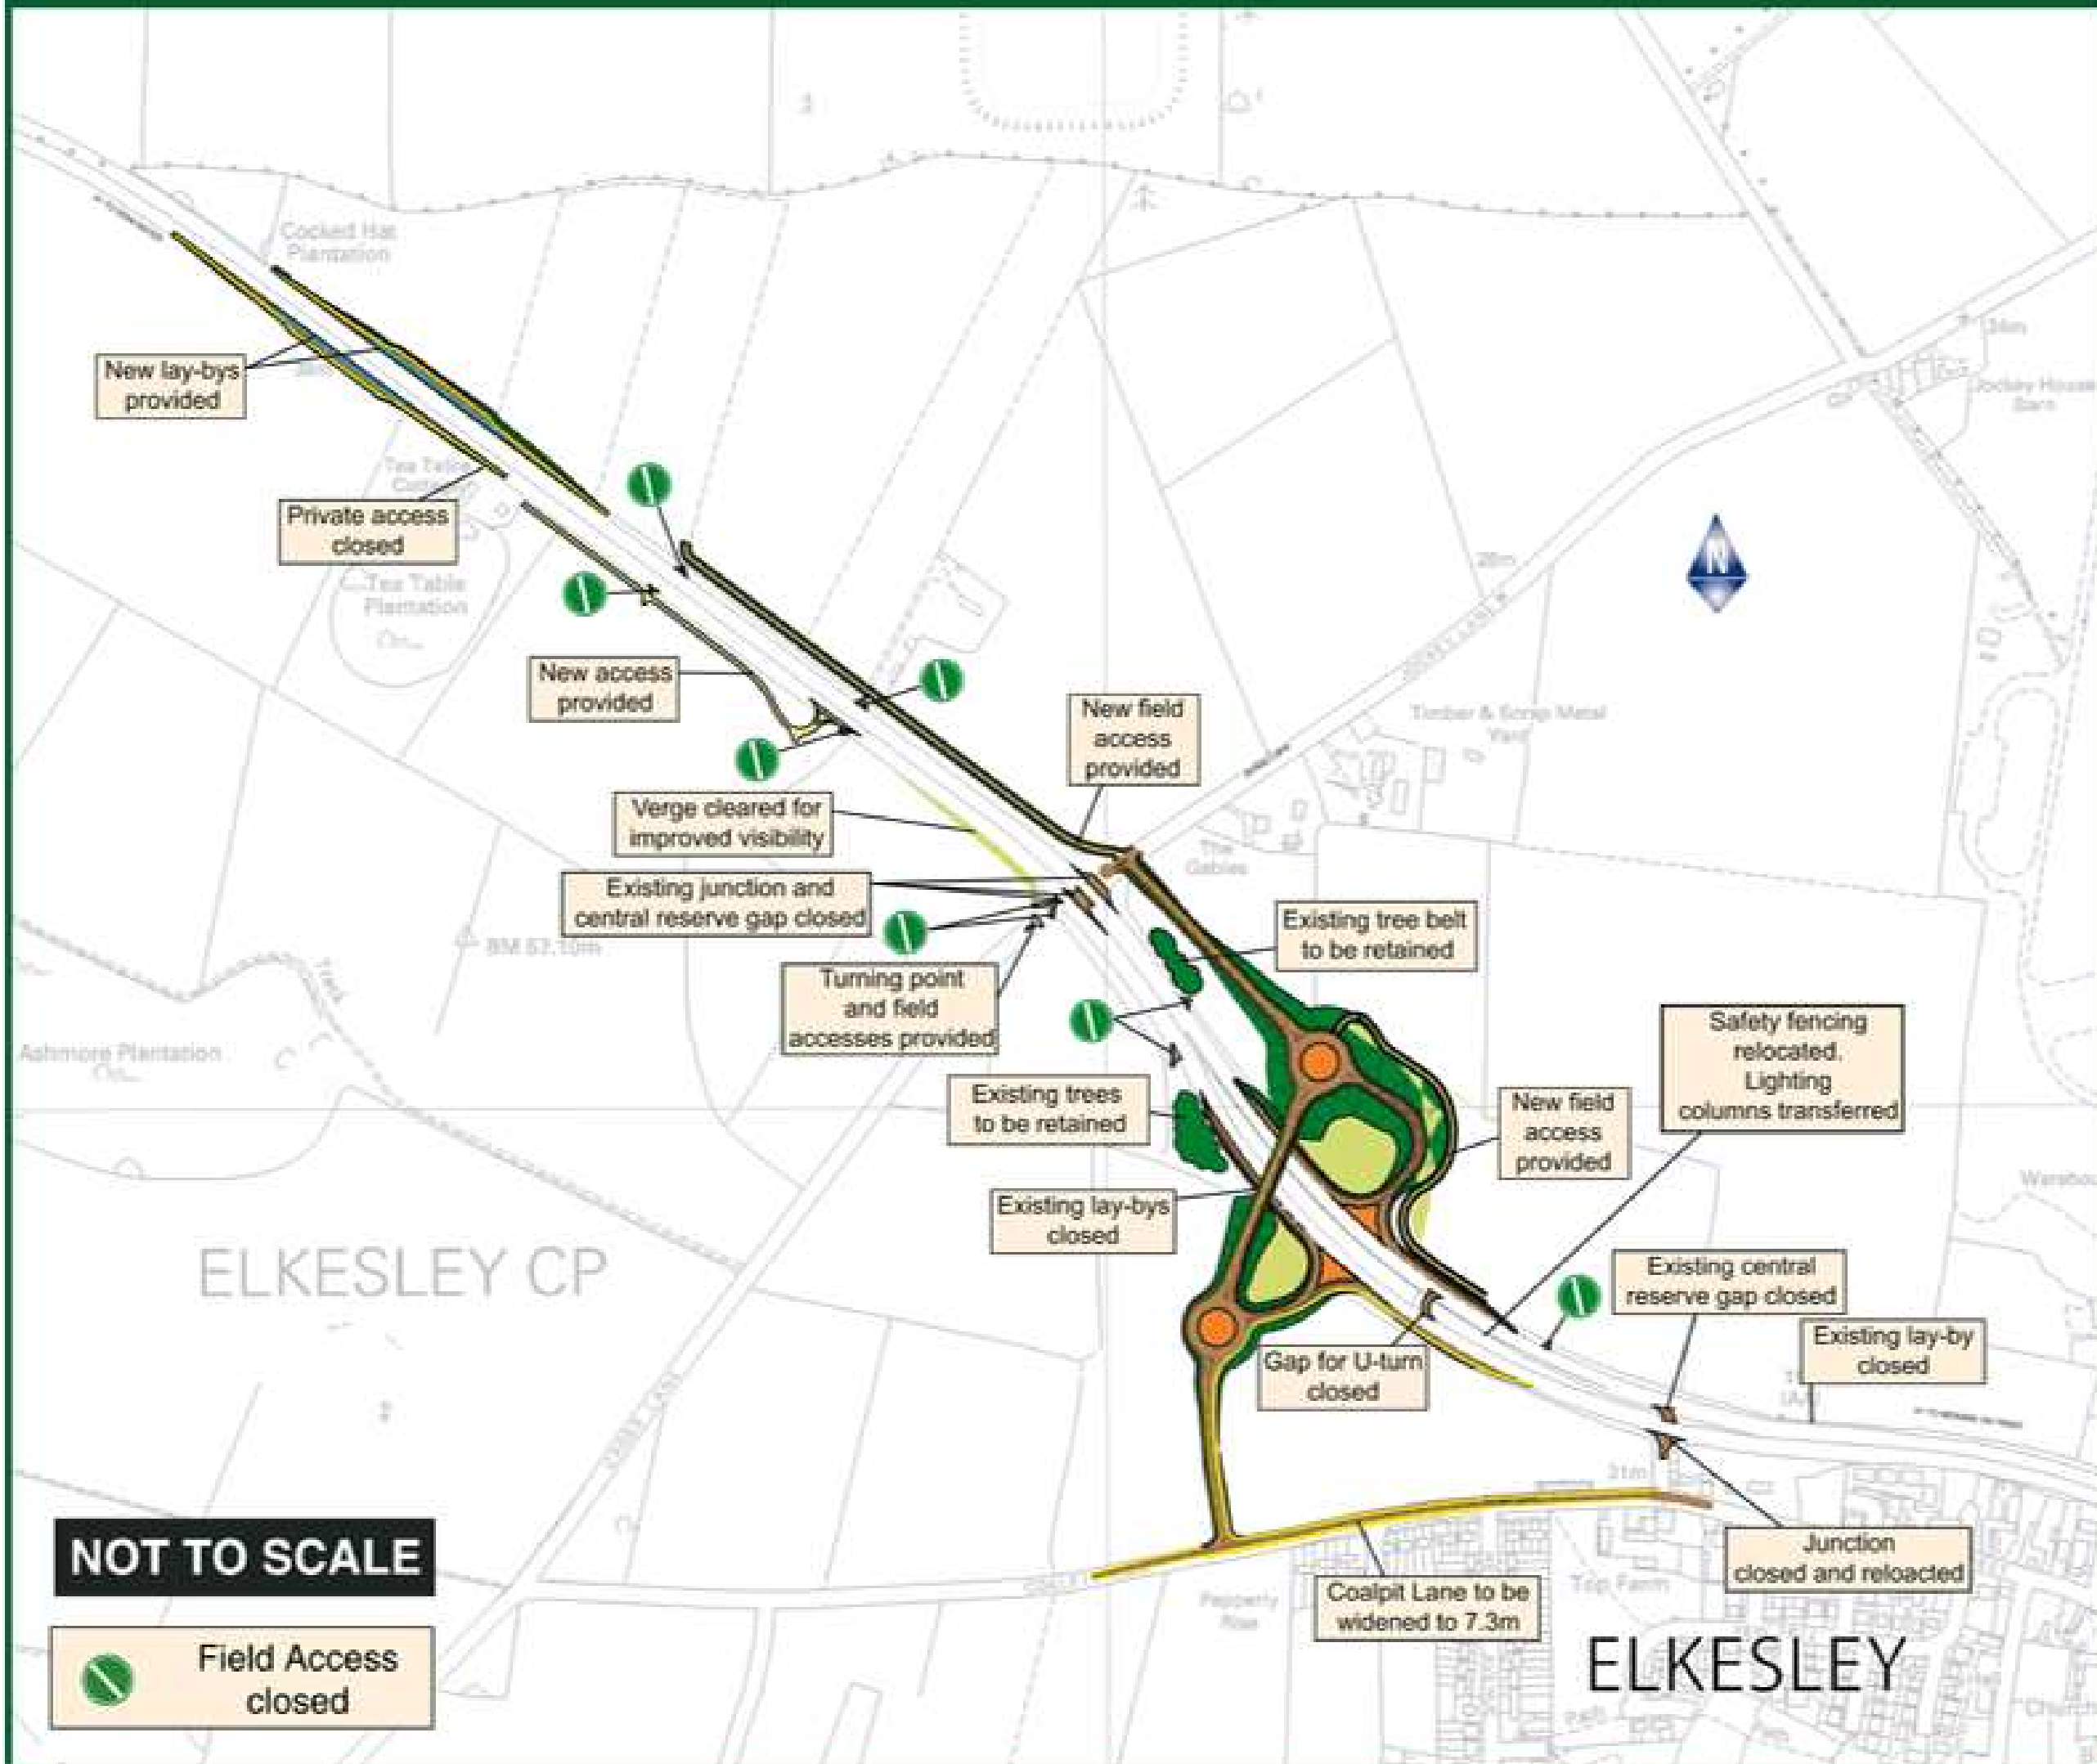 Cocked Hat
Plantation
New lay-bys
provided
Private access
closed
Tea Table
Plantation
New access
provided
New field
access
provided
Verge cleared for
improved visibility
Existing junction and
central reserve gap closed
Turning point
and field
accesses provided
Existing tree belt
to be retained
Existing trees
to be retained
Existing lay-bys
closed
Safety fencing
relocated.
Lighting
columns transferred
New field
access
provided
Existing central
reserve gap closed
Existing lay-by
closed
Gap for U-turn
closed
Junction
closed and reloacted
Coalpit Lane to be
widened to 7.3m
Jockey House
Barn
34m
28m
JOCKEY LANE
Timber & Scrap Metal
Yard
The
Gables
N
BM 57.10m
Track
Ashmore Plantation
ELKESLEY CP
31m
Top Farm
Pepperly
Rise
ELKESLEY
NOT TO SCALE
Field Access
closed